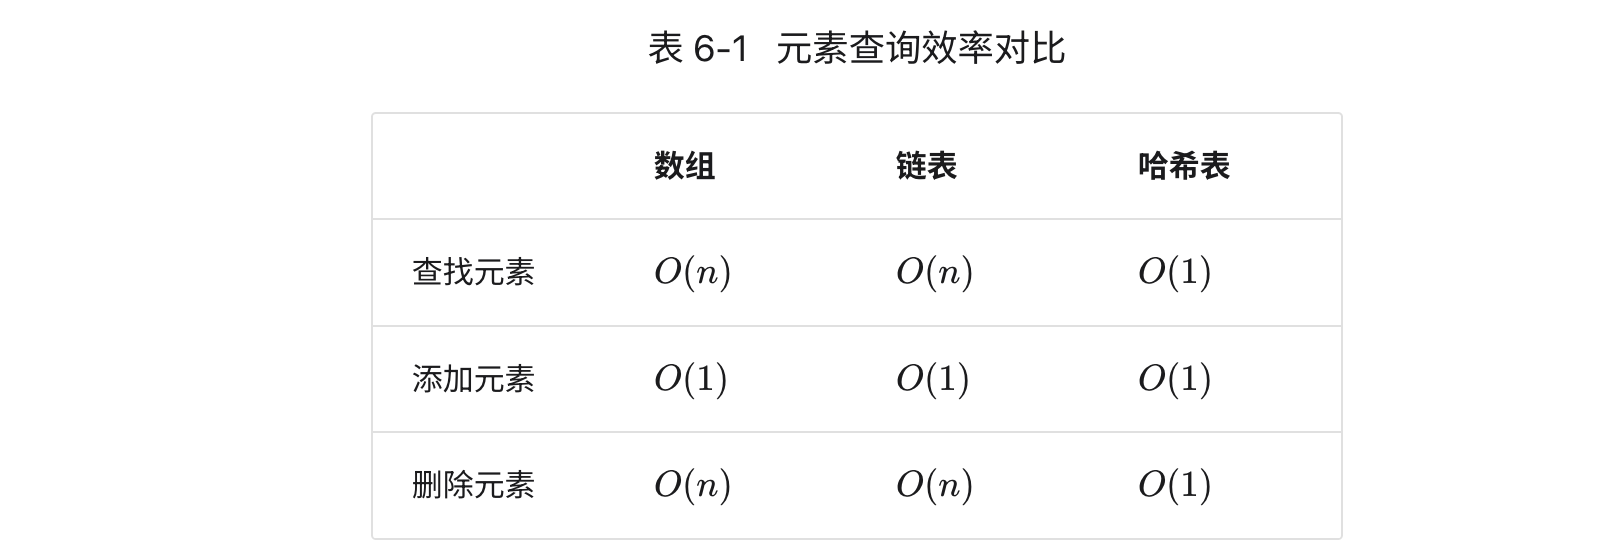 表 6-1 元素查询效率对比
数组 链表 哈希表
查找元素 O(n) O(n) O(1)
添加元素 O(1) O(1) O(1)
删除元素 O(n) O(n) O(1)